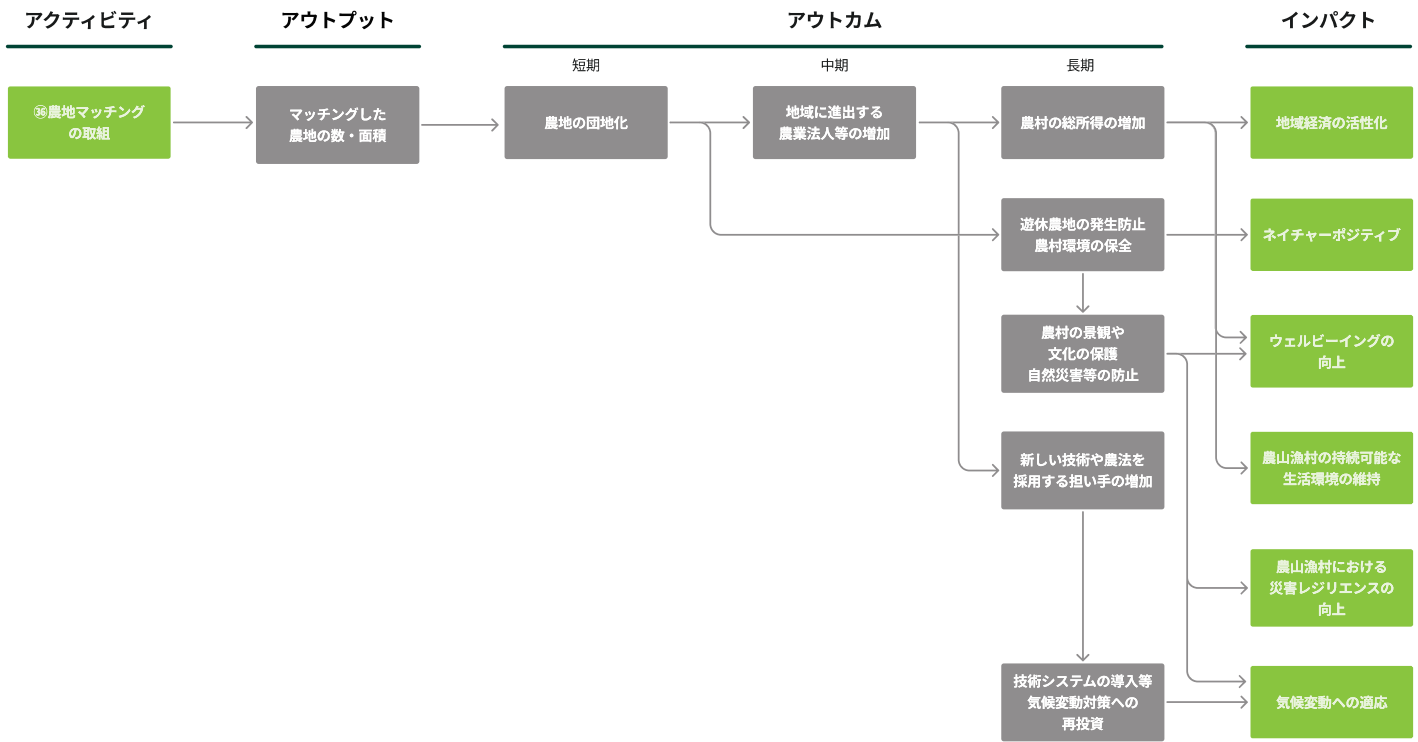 アクティビティ
アウトプット
アウトカム
インパクト
短期
中期
長期
㊱農地マッチング
の取組
マッチングした
農地の数・面積
農地の団地化
地域に進出する
農業法人等の増加
農村の総所得の増加
地域経済の活性化
遊休農地の発生防止
農村環境の保全
ネイチャーポジティブ
農村の景観や
文化の保護
自然災害等の防止
ウェルビーイングの
向上
新しい技術や農法を
採用する担い手の増加
農山漁村の持続可能な
生活環境の維持
農山漁村における
災害レジリエンスの
向上
技術システムの導入等
気候変動対策への
再投資
気候変動への適応